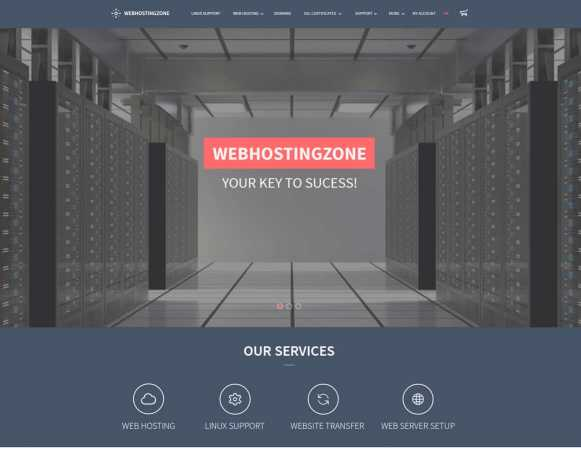 WEBHOSTINGZONE
LINUX SUPPORT WEB HOSTING DOMAINS SSL CERTIFICATES SUPPORT MORE MY ACCOUNT
WEBHOSTINGZONE
YOUR KEY TO SUCESS!
OUR SERVICES
WEB HOSTING LINUX SUPPORT WEBSITE TRANSFER WEB SERVER SETUP